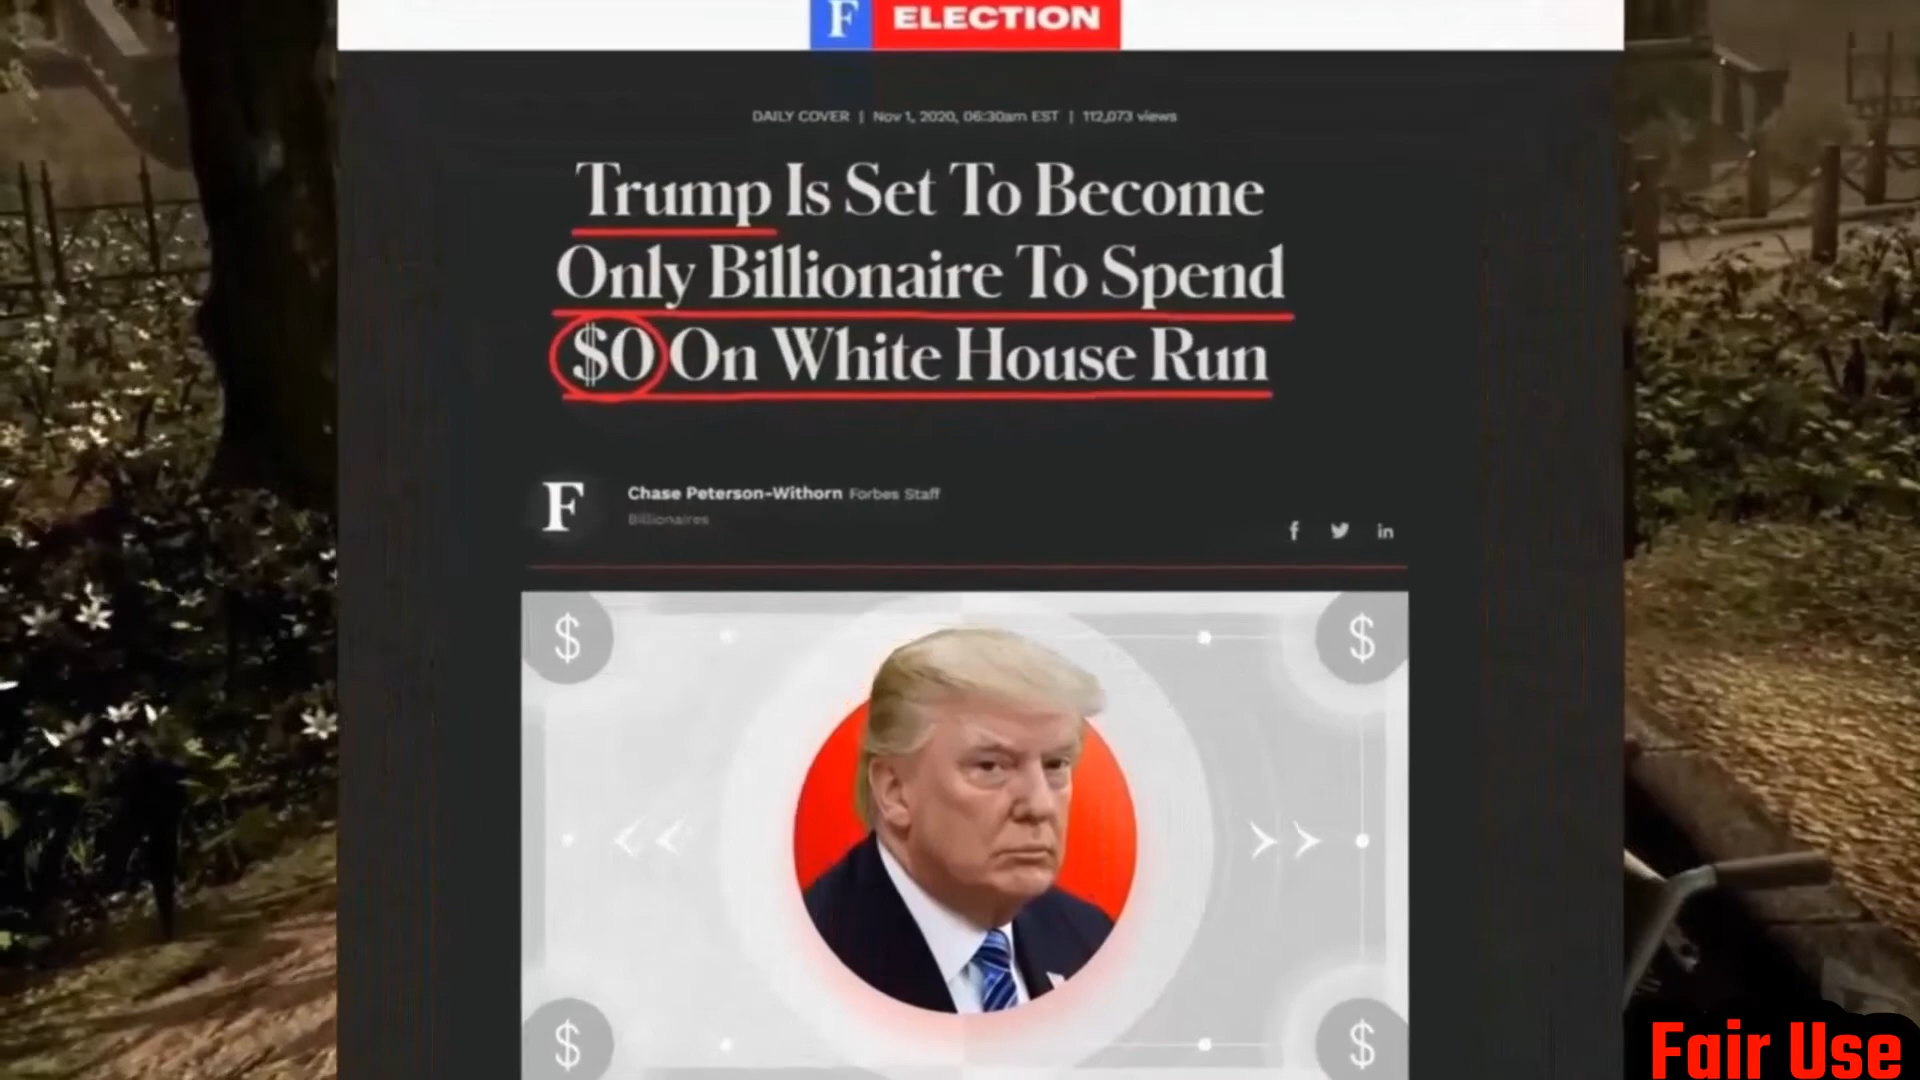 F ELECTION
DAILY COVER | Nov 1, 2020, 06:30am EST | 112,073 views
Trump Is Set To Become
Only Billionaire To Spend
$0 On White House Run
F
Chase Peterson-Withorn Forbes Staff
Billionaires
f in
$ $
$ $
Fair Use